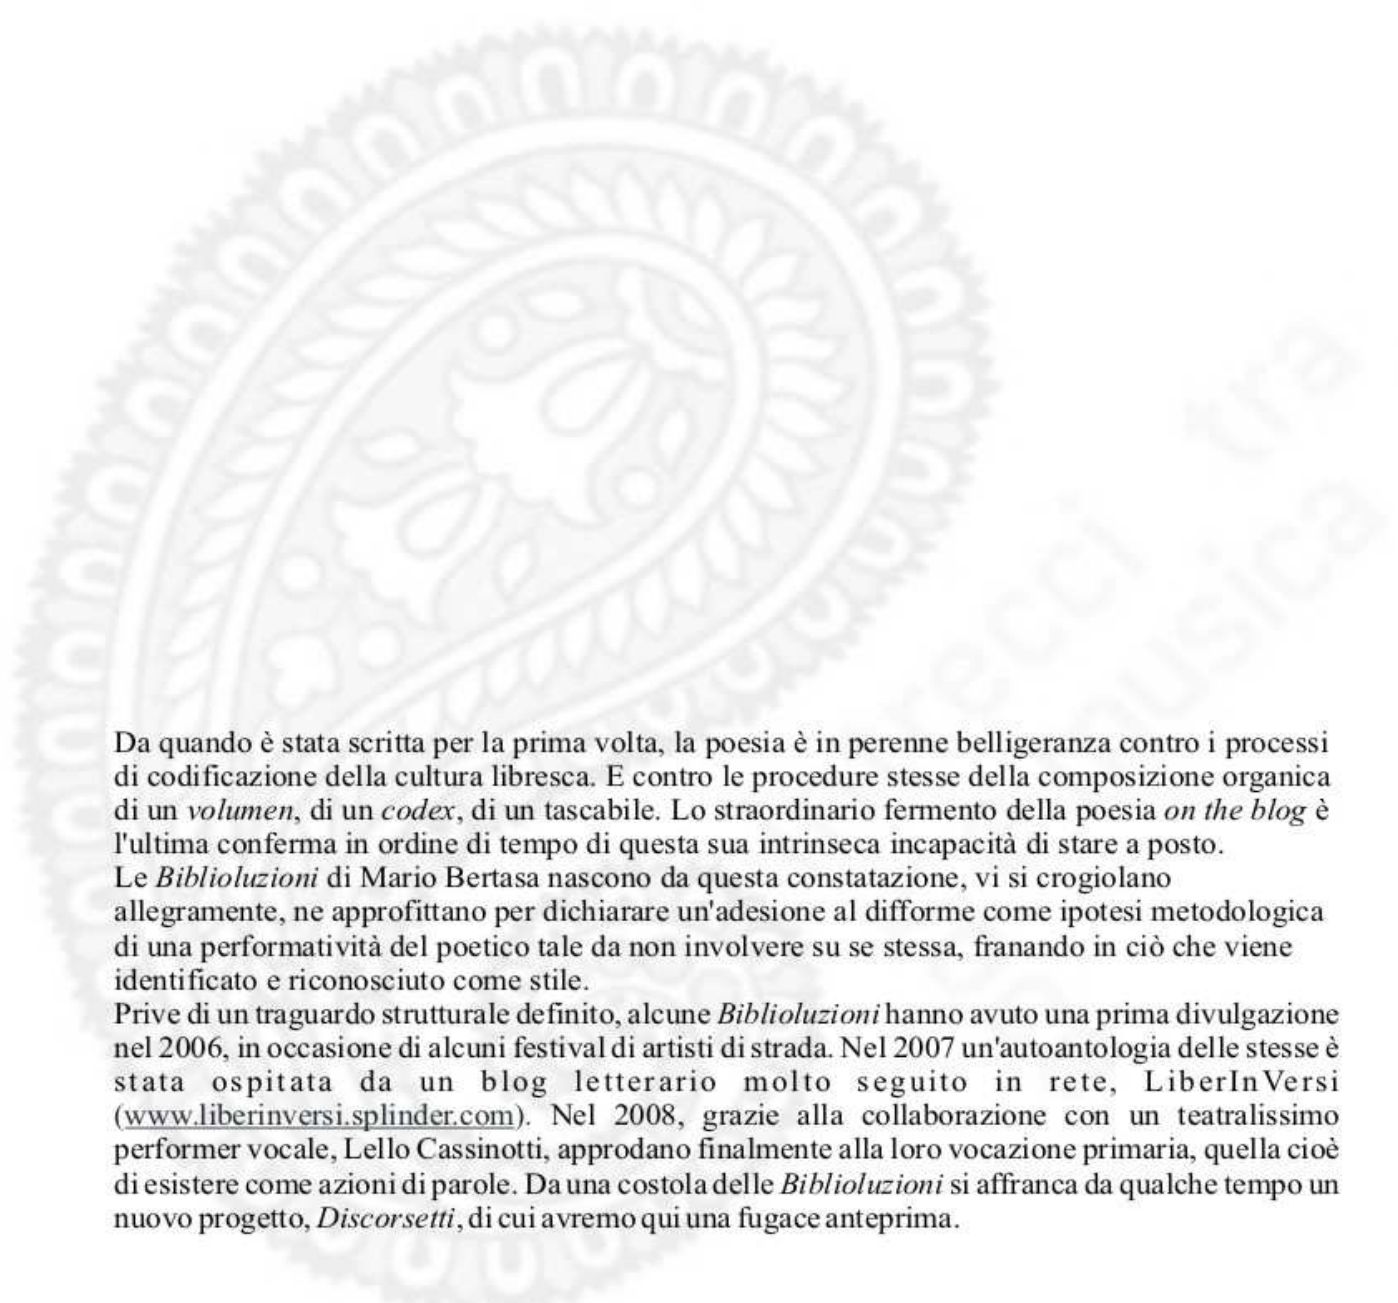 tra
recci
musica
Da quando è stata scritta per la prima volta, la poesia è in perenne belligeranza contro i processi
di codificazione della cultura libresca. E contro le procedure stesse della composizione organica
di un volumen, di un codex, di un tascabile. Lo straordinario fermento della poesia on the blog è
l'ultima conferma in ordine di tempo di questa sua intrinseca incapacità di stare a posto.
Le Biblioluzioni di Mario Bertasa nascono da questa constatazione, vi si crogiolano
allegramente, ne approfittano per dichiarare un'adesione al difforme come ipotesi metodologica
di una performatività del poetico tale da non involvere su se stessa, franando in ciò che viene
identificato e riconosciuto come stile.
Prive di un traguardo strutturale definito, alcune Biblioluzioni hanno avuto una prima divulgazione
nel 2006, in occasione di alcuni festival di artisti di strada. Nel 2007 un'autoantologia delle stesse è
stata ospitata da un blog letterario molto seguito in rete, LiberInVersi
(www.liberinversi.splinder.com). Nel 2008, grazie alla collaborazione con un teatralissimo
performer vocale, Lello Cassinotti, approdano finalmente alla loro vocazione primaria, quella cioè
di esistere come azioni di parole. Da una costola delle Biblioluzioni si affranca da qualche tempo un
nuovo progetto, Discorsetti, di cui avremo qui una fugace anteprima.